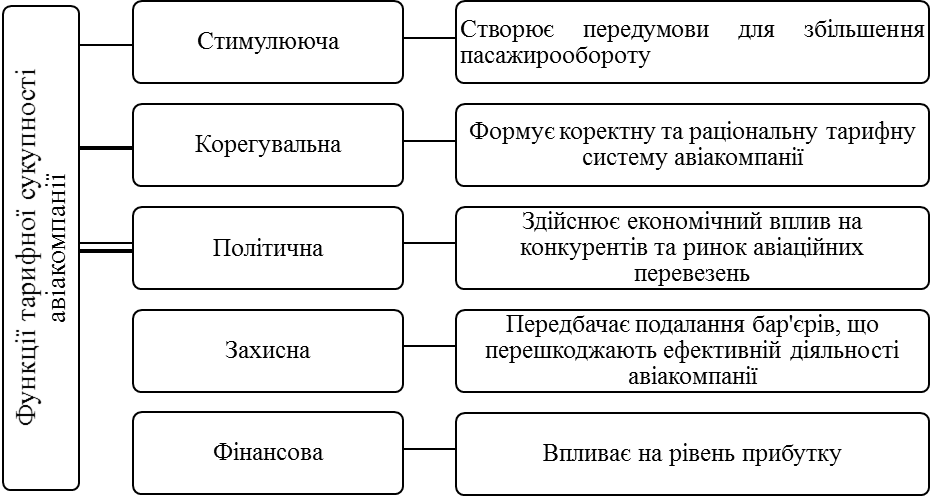 Функції тарифної сукупності
авіакомпанії
Стимулююча
Створює передумови для збільшення
пасажирообороту
Корегувальна
Формує коректну та раціональну тарифну
систему авіакомпанії
Політична
Здійснює економічний вплив на
конкурентів та ринок авіаційних
перевезень
Захисна
Передбачає подалання бар'єрів, що
перешкоджають ефективній діяльності
авіакомпанії
Фінансова
Впливає на рівень прибутку